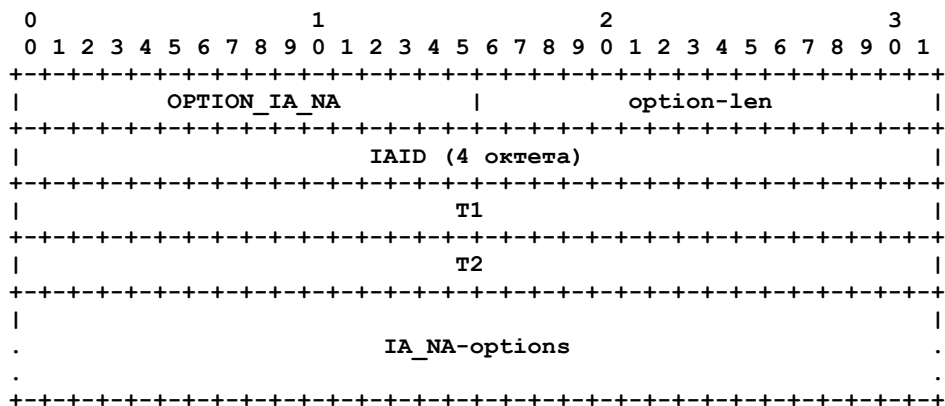 0                   1                   2                   3
 0 1 2 3 4 5 6 7 8 9 0 1 2 3 4 5 6 7 8 9 0 1 2 3 4 5 6 7 8 9 0 1
+-+-+-+-+-+-+-+-+-+-+-+-+-+-+-+-+-+-+-+-+-+-+-+-+-+-+-+-+-+-+-+-+
|          OPTION_IA_NA         |          option-len           |
+-+-+-+-+-+-+-+-+-+-+-+-+-+-+-+-+-+-+-+-+-+-+-+-+-+-+-+-+-+-+-+-+
|                        IAID (4 октета)                        |
+-+-+-+-+-+-+-+-+-+-+-+-+-+-+-+-+-+-+-+-+-+-+-+-+-+-+-+-+-+-+-+-+
|                              T1                               |
+-+-+-+-+-+-+-+-+-+-+-+-+-+-+-+-+-+-+-+-+-+-+-+-+-+-+-+-+-+-+-+-+
|                              T2                               |
+-+-+-+-+-+-+-+-+-+-+-+-+-+-+-+-+-+-+-+-+-+-+-+-+-+-+-+-+-+-+-+-+
|                                                               |
.                         IA_NA-options                         .
.                                                               .
+-+-+-+-+-+-+-+-+-+-+-+-+-+-+-+-+-+-+-+-+-+-+-+-+-+-+-+-+-+-+-+-+